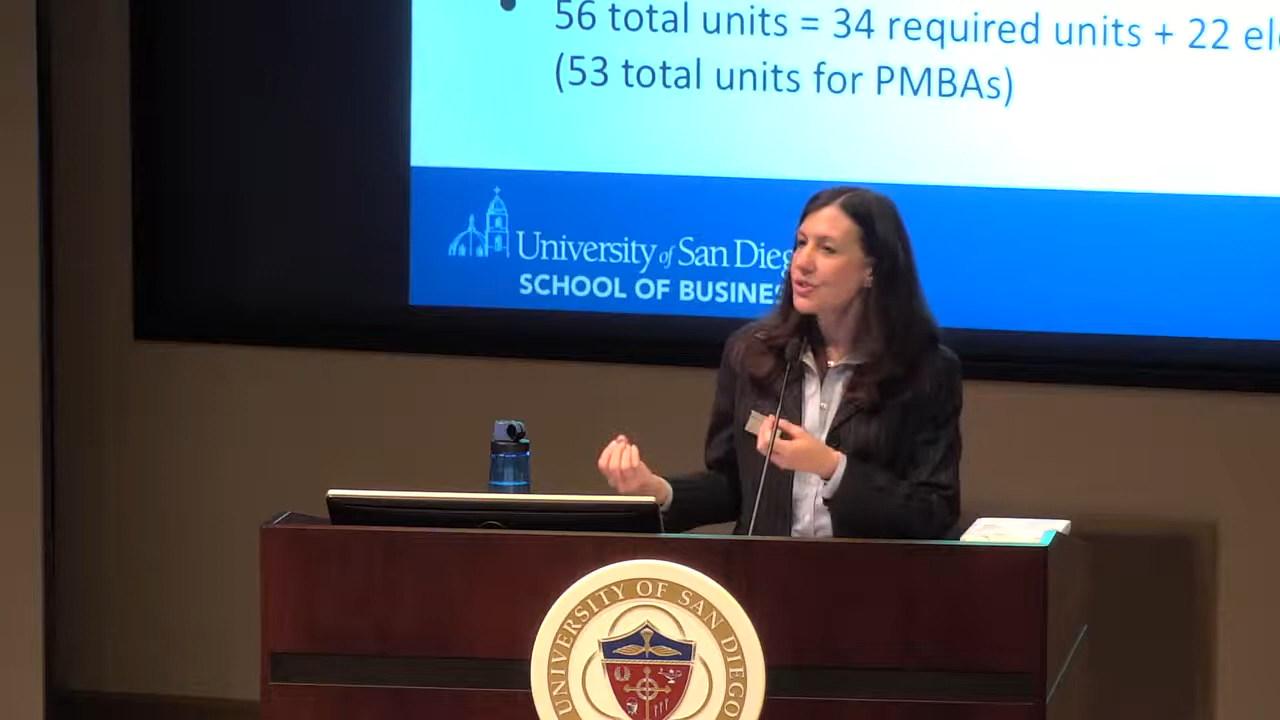 56 total units = 34 required units + 22 el
(53 total units for PMBAs)
University of San Dieg
SCHOOL OF BUSINES
UNIVERSITY OF SAN DIEGO